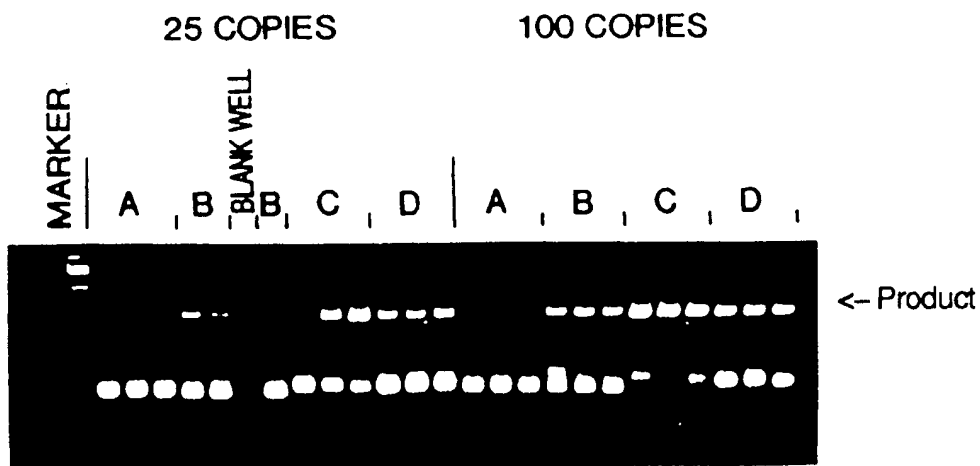 25 COPIES 100 COPIES
MARKER
BLANK WELL
A B B C D A B C D
<– Product